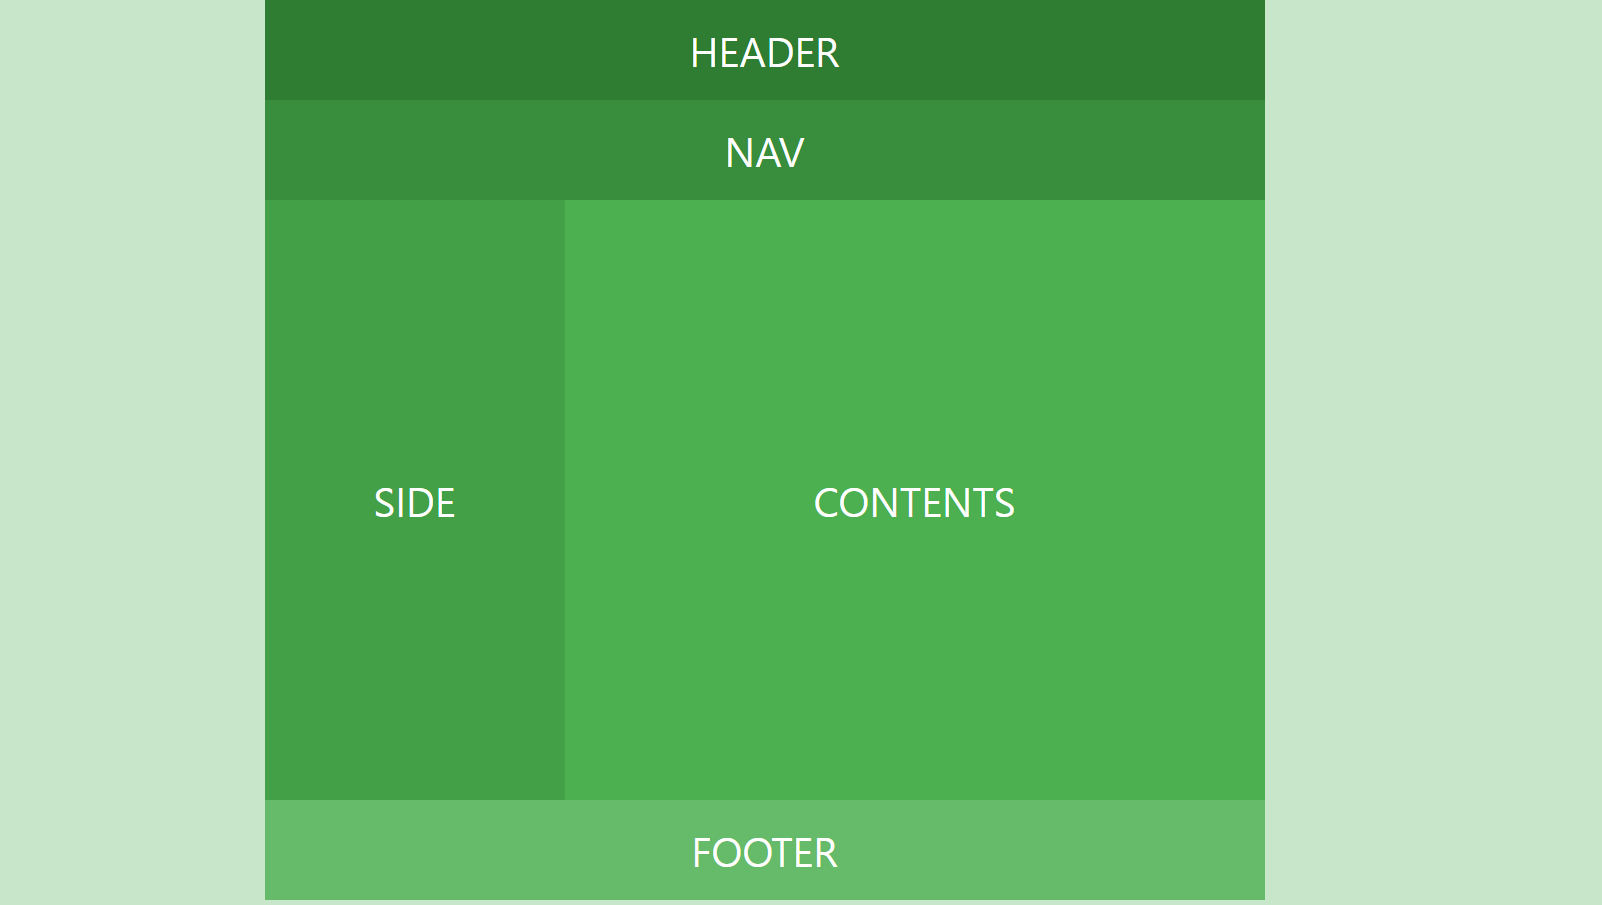 HEADER
NAV
SIDE
CONTENTS
FOOTER